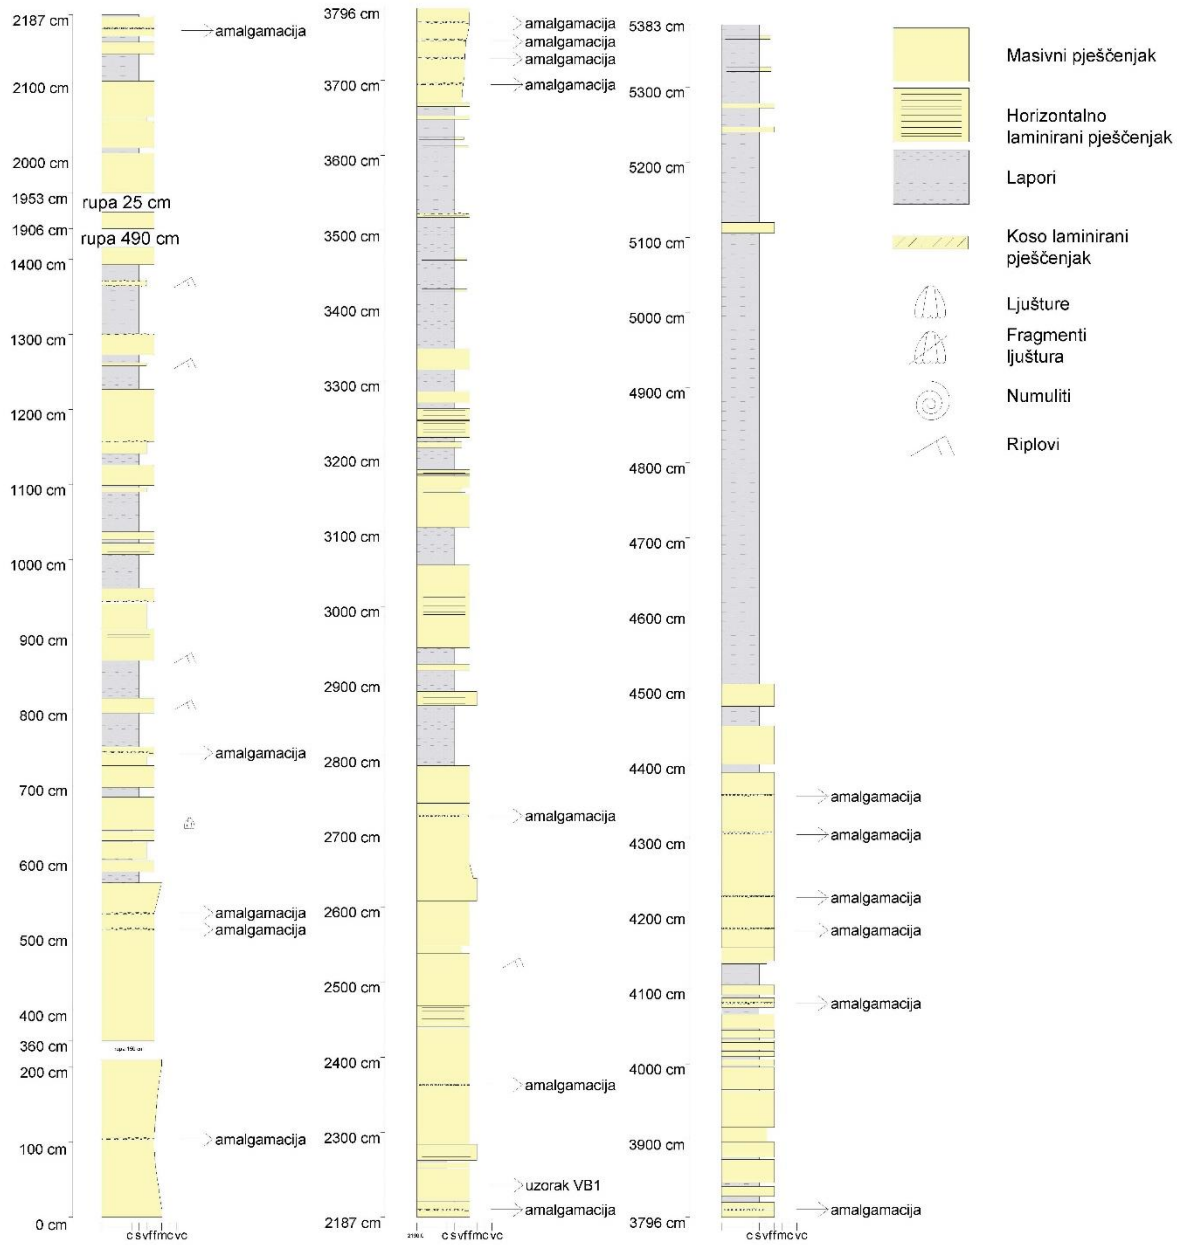 2187 cm
amalgamacija
2100 cm
2000 cm
1953 cm
rupa 25 cm
1906 cm
rupa 490 cm
1400 cm
1300 cm
1200 cm
1100 cm
1000 cm
900 cm
800 cm
amalgamacija
700 cm
600 cm
amalgamacija
500 cm
amalgamacija
400 cm
360 cm
200 cm
amalgamacija
100 cm
0 cm
csvffmcvc
3796 cm
amalgamacija
amalgamacija
amalgamacija
3700 cm
amalgamacija
3600 cm
3500 cm
3400 cm
3300 cm
3200 cm
3100 cm
3000 cm
2900 cm
2800 cm
amalgamacija
2700 cm
2600 cm
2500 cm
2400 cm
amalgamacija
2300 cm
uzorak VB1
2187 cm
amalgamacija
csvffmcvc
5383 cm
5300 cm
5200 cm
5100 cm
5000 cm
4900 cm
4800 cm
4700 cm
4600 cm
4500 cm
4400 cm
amalgamacija
4300 cm
amalgamacija
amalgamacija
4200 cm
amalgamacija
4100 cm
amalgamacija
4000 cm
3900 cm
3796 cm
amalgamacija
csvffmcvc
Masivni pješčenjak
Horizontalno
laminirani pješčenjak
Lapori
Koso laminirani
pješčenjak
Ljušture
Fragmenti
ljuštura
Numuliti
Riplovi